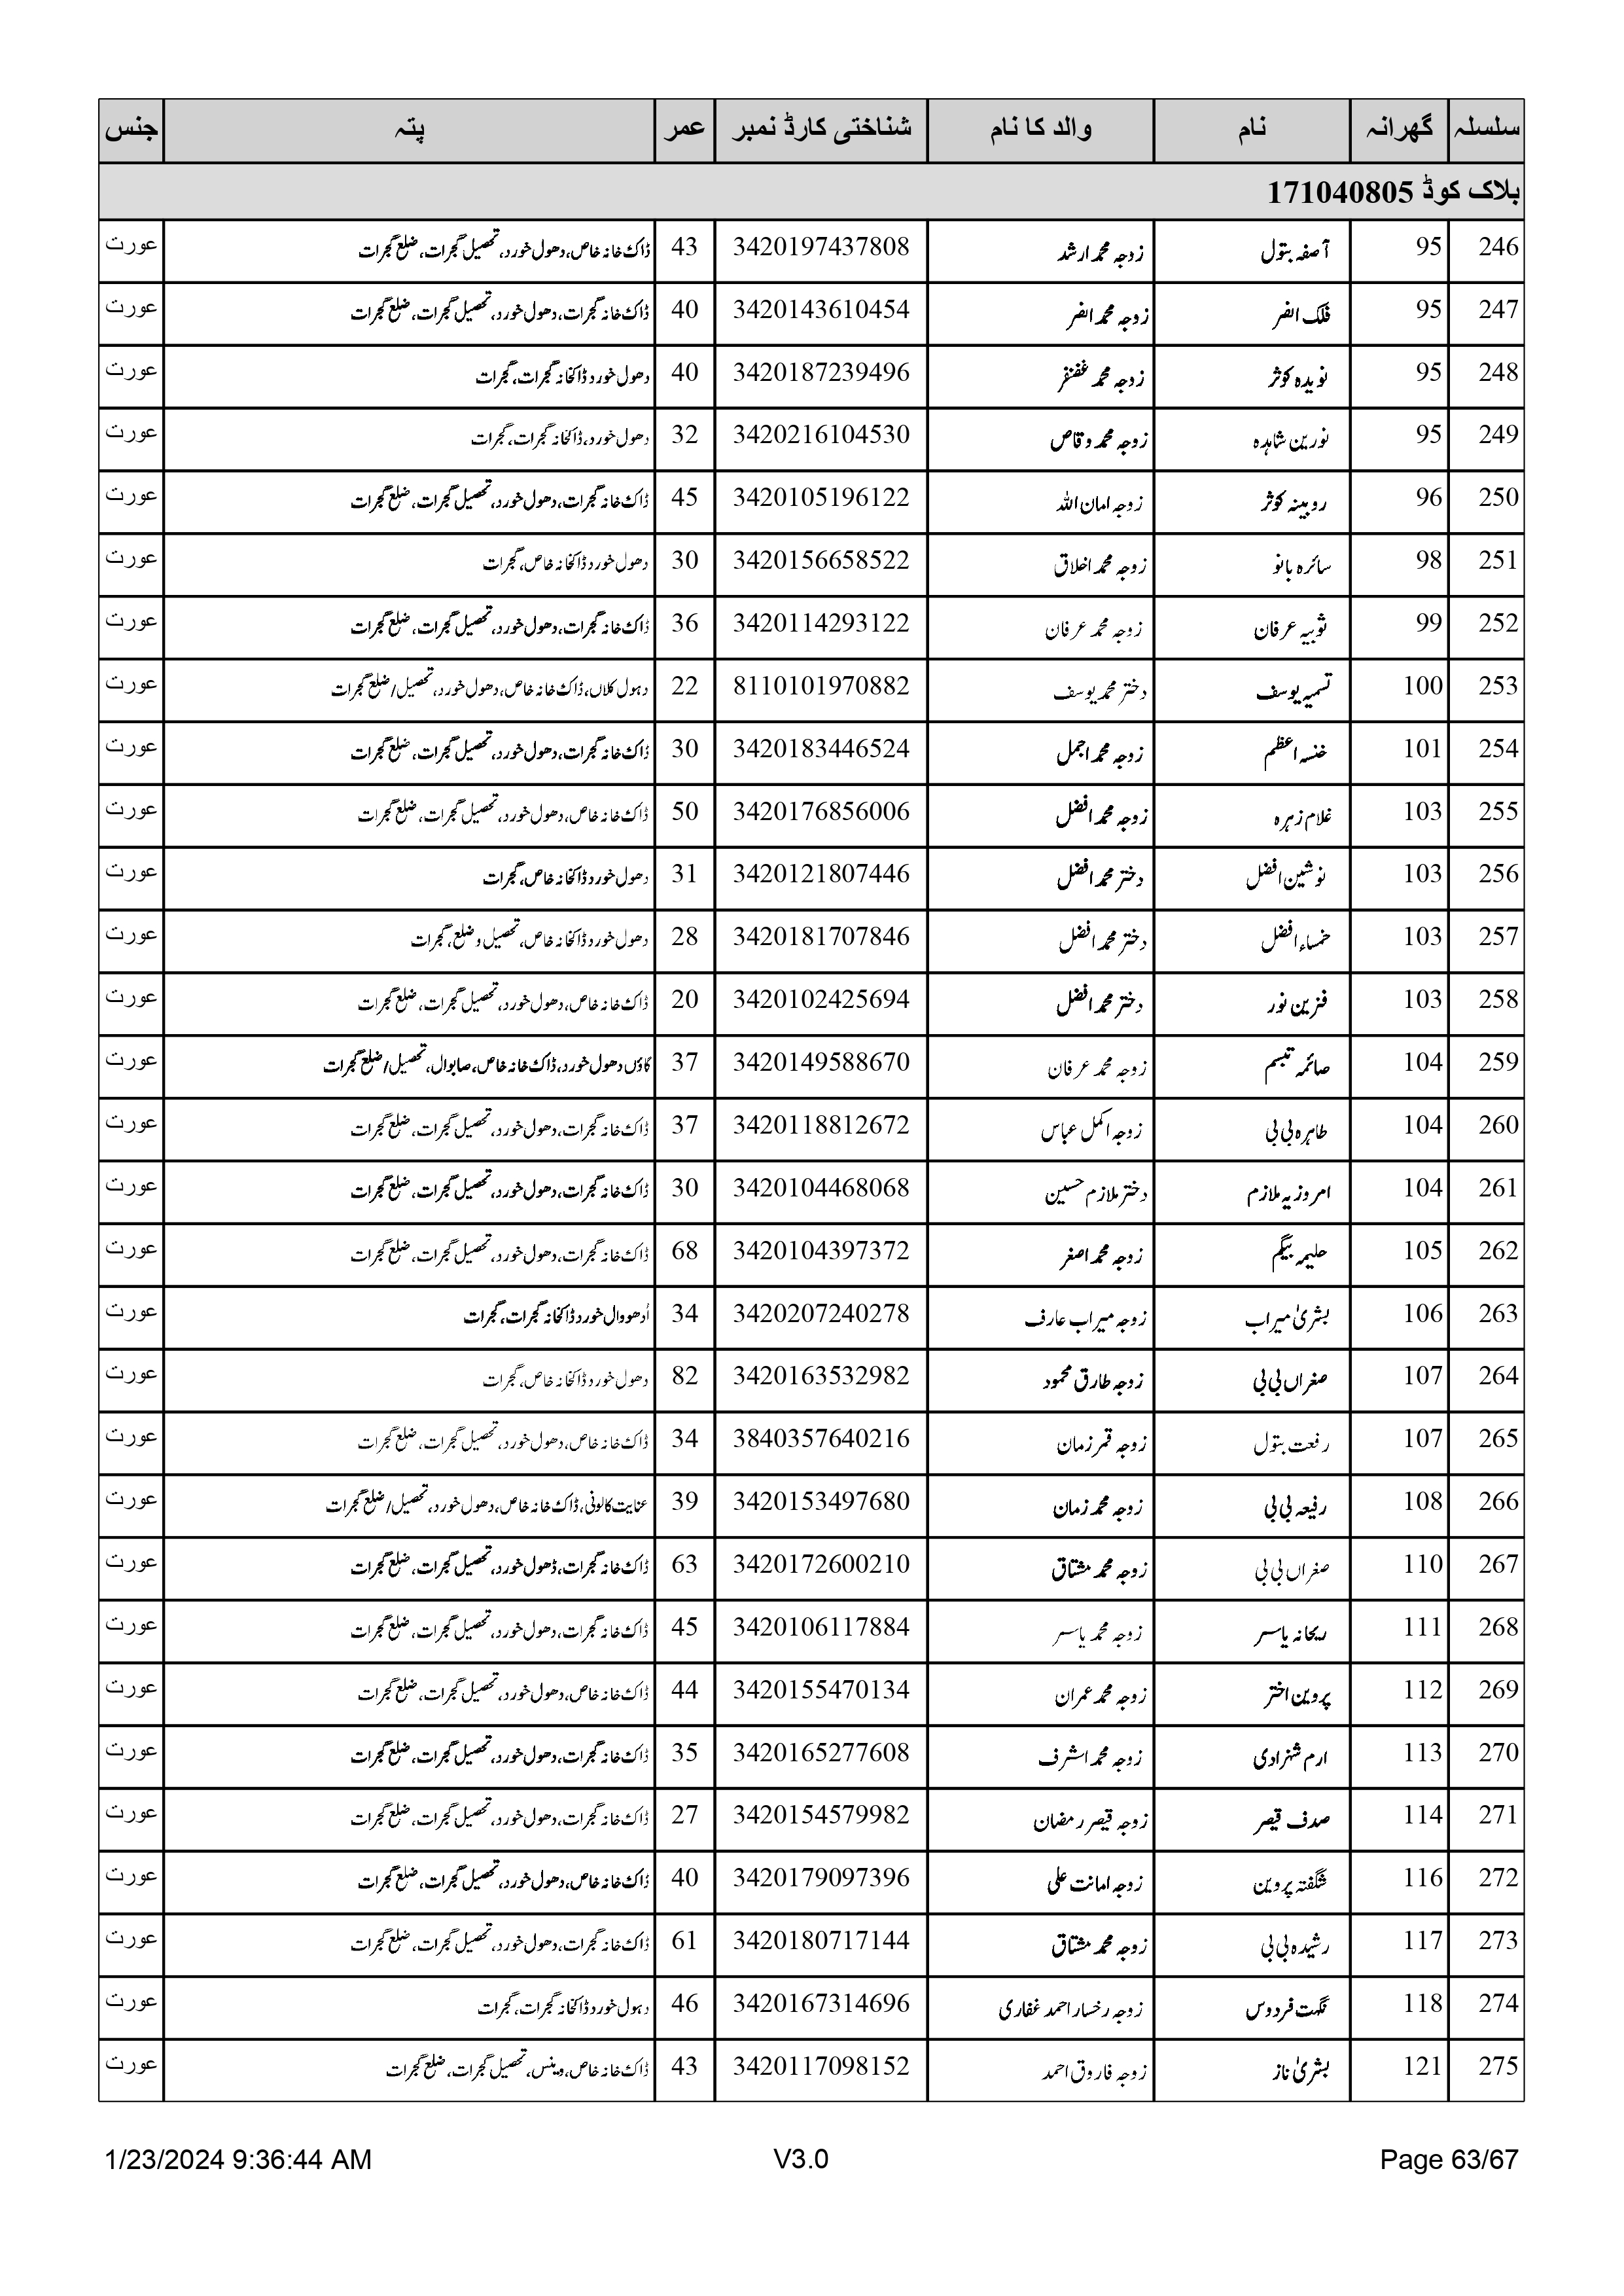 سلسلہ گھرانہ نام والد کا نام شناختی کارڈ نمبر عمر پتہ جنس
بلاک کوڈ 171040805
246 95 آصفہ بتول زوجہ محمد ارشد 3420197437808 43 ڈاک خانہ خاص، دھول خورد، تحصیل گجرات، ضلع گجرات عورت
247 95 فلک انضر زوجہ محمد انضر 3420143610454 40 ڈاک خانہ گجرات، دھول خورد، تحصیل گجرات، ضلع گجرات عورت
248 95 نویدہ کوثر زوجہ محمد غضنفر 3420187239496 40 دھول خورد ڈاکخانہ گجرات، گجرات عورت
249 95 نورین شاہدہ زوجہ محمد وقاص 3420216104530 32 دھول خورد، ڈاکخانہ گجرات، گجرات عورت
250 96 روبینہ کوثر زوجہ امان اللہ 3420105196122 45 ڈاک خانہ گجرات، دھول خورد، تحصیل گجرات، ضلع گجرات عورت
251 98 سائرہ بانو زوجہ محمد اخلاق 3420156658522 30 دھول خورد ڈاکخانہ خاص، گجرات عورت
252 99 ثوبیہ عرفان زوجہ محمد عرفان 3420114293122 36 ڈاک خانہ گجرات، دھول خورد، تحصیل گجرات، ضلع گجرات عورت
253 100 تسمیہ یوسف دختر محمد یوسف 8110101970882 22 دہول کلاں، ڈاک خانہ خاص، دھول خورد، تحصیل/ضلع گجرات عورت
254 101 خنسہ اعظم زوجہ محمد اجمل 3420183446524 30 ڈاک خانہ گجرات، دھول خورد، تحصیل گجرات، ضلع گجرات عورت
255 103 غلام زہرہ زوجہ محمد افضل 3420176856006 50 ڈاک خانہ خاص، دھول خورد، تحصیل گجرات، ضلع گجرات عورت
256 103 نوشین افضل دختر محمد افضل 3420121807446 31 دھول خورد ڈاکخانہ خاص، گجرات عورت
257 103 خمساء افضل دختر محمد افضل 3420181707846 28 دھول خورد ڈاکخانہ خاص، تحصیل و ضلع، گجرات عورت
258 103 فزرین نور دختر محمد افضل 3420102425694 20 ڈاک خانہ خاص، دھول خورد، تحصیل گجرات، ضلع گجرات عورت
259 104 صائمہ تبسم زوجہ محمد عرفان 3420149588670 37 گاؤں دھول خورد، ڈاک خانہ خاص، صابوال، تحصیل/ضلع گجرات عورت
260 104 طاہرہ بی بی زوجہ اکمل عباس 3420118812672 37 ڈاک خانہ گجرات، دھول خورد، تحصیل گجرات، ضلع گجرات عورت
261 104 امروزیہ ملازم دختر ملازم حسین 3420104468068 30 ڈاک خانہ گجرات، دھول خورد، تحصیل گجرات، ضلع گجرات عورت
262 105 حلیمہ بیگم زوجہ محمد اصغر 3420104397372 68 ڈاک خانہ گجرات، دھول خورد، تحصیل گجرات، ضلع گجرات عورت
263 106 بشریٰ میراب زوجہ میراب عارف 3420207240278 34 اُدھووال خورد ڈاکخانہ گجرات، گجرات عورت
264 107 صغراں بی بی زوجہ طارق محمود 3420163532982 82 دھول خورد ڈاکخانہ خاص، گجرات عورت
265 107 رفعت بتول زوجہ قمر زمان 3840357640216 34 ڈاک خانہ خاص، دھول خورد، تحصیل گجرات، ضلع گجرات عورت
266 108 رفیعہ بی بی زوجہ محمد زمان 3420153497680 39 عنایت کالونی، ڈاک خانہ خاص، دھول خورد، تحصیل/ضلع گجرات عورت
267 110 صغراں بی بی زوجہ محمد مشتاق 3420172600210 63 ڈاک خانہ گجرات، ڈھول خورد، تحصیل گجرات، ضلع گجرات عورت
268 111 ریحانہ یاسر زوجہ محمد یاسر 3420106117884 45 ڈاک خانہ گجرات، دھول خورد، تحصیل گجرات، ضلع گجرات عورت
269 112 پروین اختر زوجہ محمد عمران 3420155470134 44 ڈاک خانہ خاص، دھول خورد، تحصیل گجرات، ضلع گجرات عورت
270 113 ارم شہزادی زوجہ محمد اشرف 3420165277608 35 ڈاک خانہ گجرات، دھول خورد، تحصیل گجرات، ضلع گجرات عورت
271 114 صدف قیصر زوجہ قیصر رمضان 3420154579982 27 ڈاک خانہ گجرات، دھول خورد، تحصیل گجرات، ضلع گجرات عورت
272 116 شگفتہ پروین زوجہ امانت علی 3420179097396 40 ڈاک خانہ خاص، دھول خورد، تحصیل گجرات، ضلع گجرات عورت
273 117 رشیدہ بی بی زوجہ محمد مشتاق 3420180717144 61 ڈاک خانہ گجرات، دھول خورد، تحصیل گجرات، ضلع گجرات عورت
274 118 نگہت فردوس زوجہ رخسار احمد غفاری 3420167314696 46 دہول خورد ڈاکخانہ گجرات، گجرات عورت
275 121 بشریٰ ناز زوجہ فاروق احمد 3420117098152 43 ڈاک خانہ خاص، وینس، تحصیل گجرات، ضلع گجرات عورت
1/23/2024 9:36:44 AM V3.0 Page 63/67